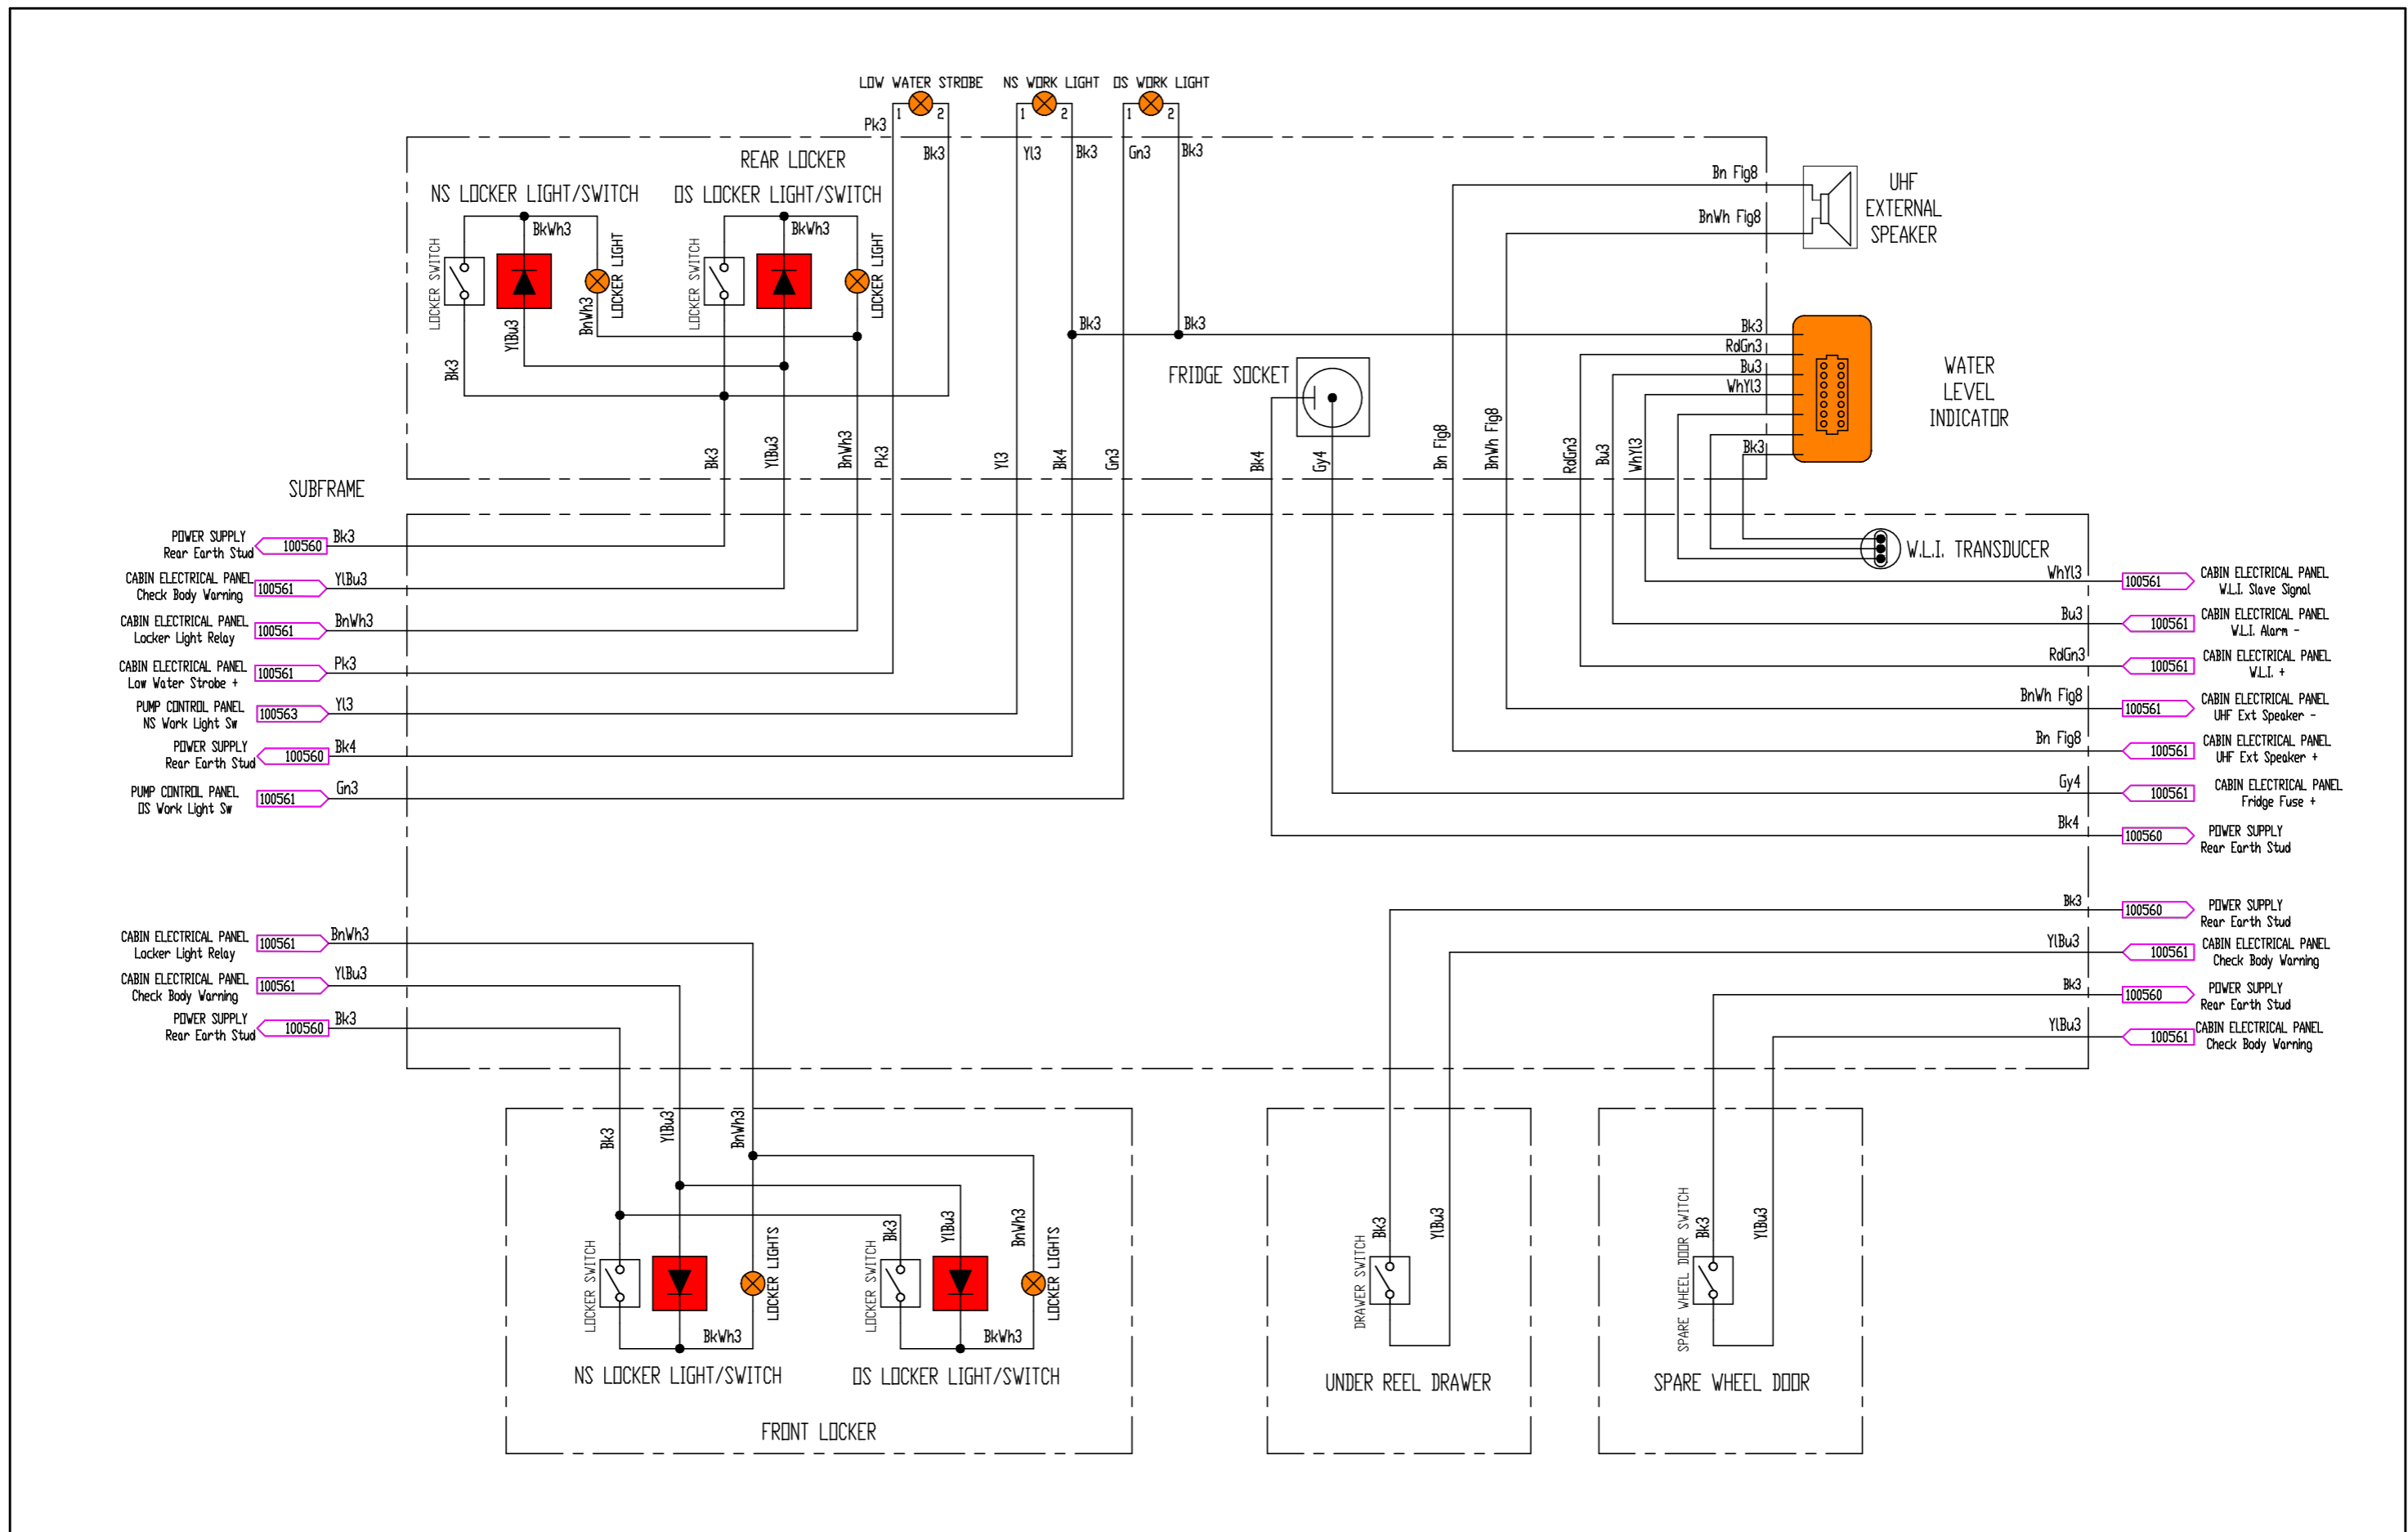 LOW WATER STROBE
NS WORK LIGHT
OS WORK LIGHT
1
2
1
2
1
2
Pk3
Bk3
Yl3
Bk3
Gn3
Bk3
REAR LOCKER
NS LOCKER LIGHT/SWITCH
OS LOCKER LIGHT/SWITCH
BkWh3
BkWh3
LOCKER SWITCH
LOCKER LIGHT
LOCKER SWITCH
LOCKER LIGHT
YlBu3
BnWh3
Bk3
Bk3
YlBu3
BnWh3
Pk3
Yl3
Bk4
Gn3
Bk3
Bk3
Bn Fig8
BnWh Fig8
UHF
EXTERNAL
SPEAKER
Bk3
RdGn3
Bu3
WhYl3
Bk3
WATER
LEVEL
INDICATOR
FRIDGE SOCKET
Bk4
Gy4
Bn Fig8
BnWh Fig8
RdGn3
Bu3
WhYl3
W.L.I. TRANSDUCER
SUBFRAME
POWER SUPPLY
Rear Earth Stud
100560
Bk3
CABIN ELECTRICAL PANEL
Check Body Warning
100561
YlBu3
CABIN ELECTRICAL PANEL
Locker Light Relay
100561
BnWh3
CABIN ELECTRICAL PANEL
Low Water Strobe +
100561
Pk3
PUMP CONTROL PANEL
NS Work Light Sw
100563
Yl3
POWER SUPPLY
Rear Earth Stud
100560
Bk4
PUMP CONTROL PANEL
OS Work Light Sw
100561
Gn3
WhYl3
100561
CABIN ELECTRICAL PANEL
W.L.I. Slave Signal
Bu3
100561
CABIN ELECTRICAL PANEL
W.L.I. Alarm -
RdGn3
100561
CABIN ELECTRICAL PANEL
W.L.I. +
BnWh Fig8
100561
CABIN ELECTRICAL PANEL
UHF Ext Speaker -
Bn Fig8
100561
CABIN ELECTRICAL PANEL
UHF Ext Speaker +
Gy4
100561
CABIN ELECTRICAL PANEL
Fridge Fuse +
Bk4
100560
POWER SUPPLY
Rear Earth Stud
Bk3
100560
POWER SUPPLY
Rear Earth Stud
YlBu3
100561
CABIN ELECTRICAL PANEL
Check Body Warning
Bk3
100560
POWER SUPPLY
Rear Earth Stud
YlBu3
100561
CABIN ELECTRICAL PANEL
Check Body Warning
CABIN ELECTRICAL PANEL
Locker Light Relay
100561
BnWh3
CABIN ELECTRICAL PANEL
Check Body Warning
100561
YlBu3
POWER SUPPLY
Rear Earth Stud
100560
Bk3
Bk3
YlBu3
BnWh3
LOCKER SWITCH
LOCKER LIGHTS
Bk3
YlBu3
BnWh3
LOCKER SWITCH
LOCKER LIGHTS
BkWh3
BkWh3
NS LOCKER LIGHT/SWITCH
OS LOCKER LIGHT/SWITCH
FRONT LOCKER
Bk3
YlBu3
DRAWER SWITCH
UNDER REEL DRAWER
Bk3
YlBu3
SPARE WHEEL DOOR SWITCH
SPARE WHEEL DOOR